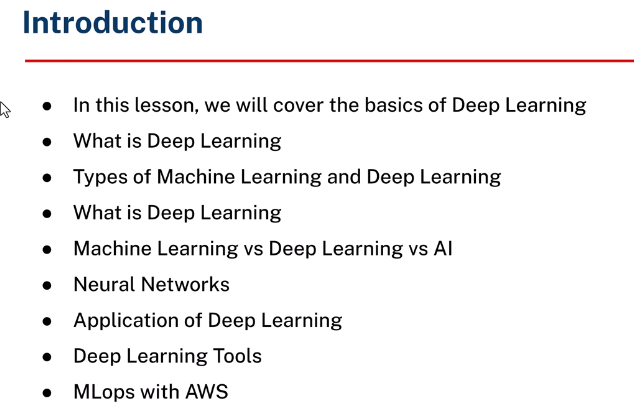 Introduction
● In this lesson, we will cover the basics of Deep Learning
● What is Deep Learning
● Types of Machine Learning and Deep Learning
● What is Deep Learning
● Machine Learning vs Deep Learning vs AI
● Neural Networks
● Application of Deep Learning
● Deep Learning Tools
● MLops with AWS